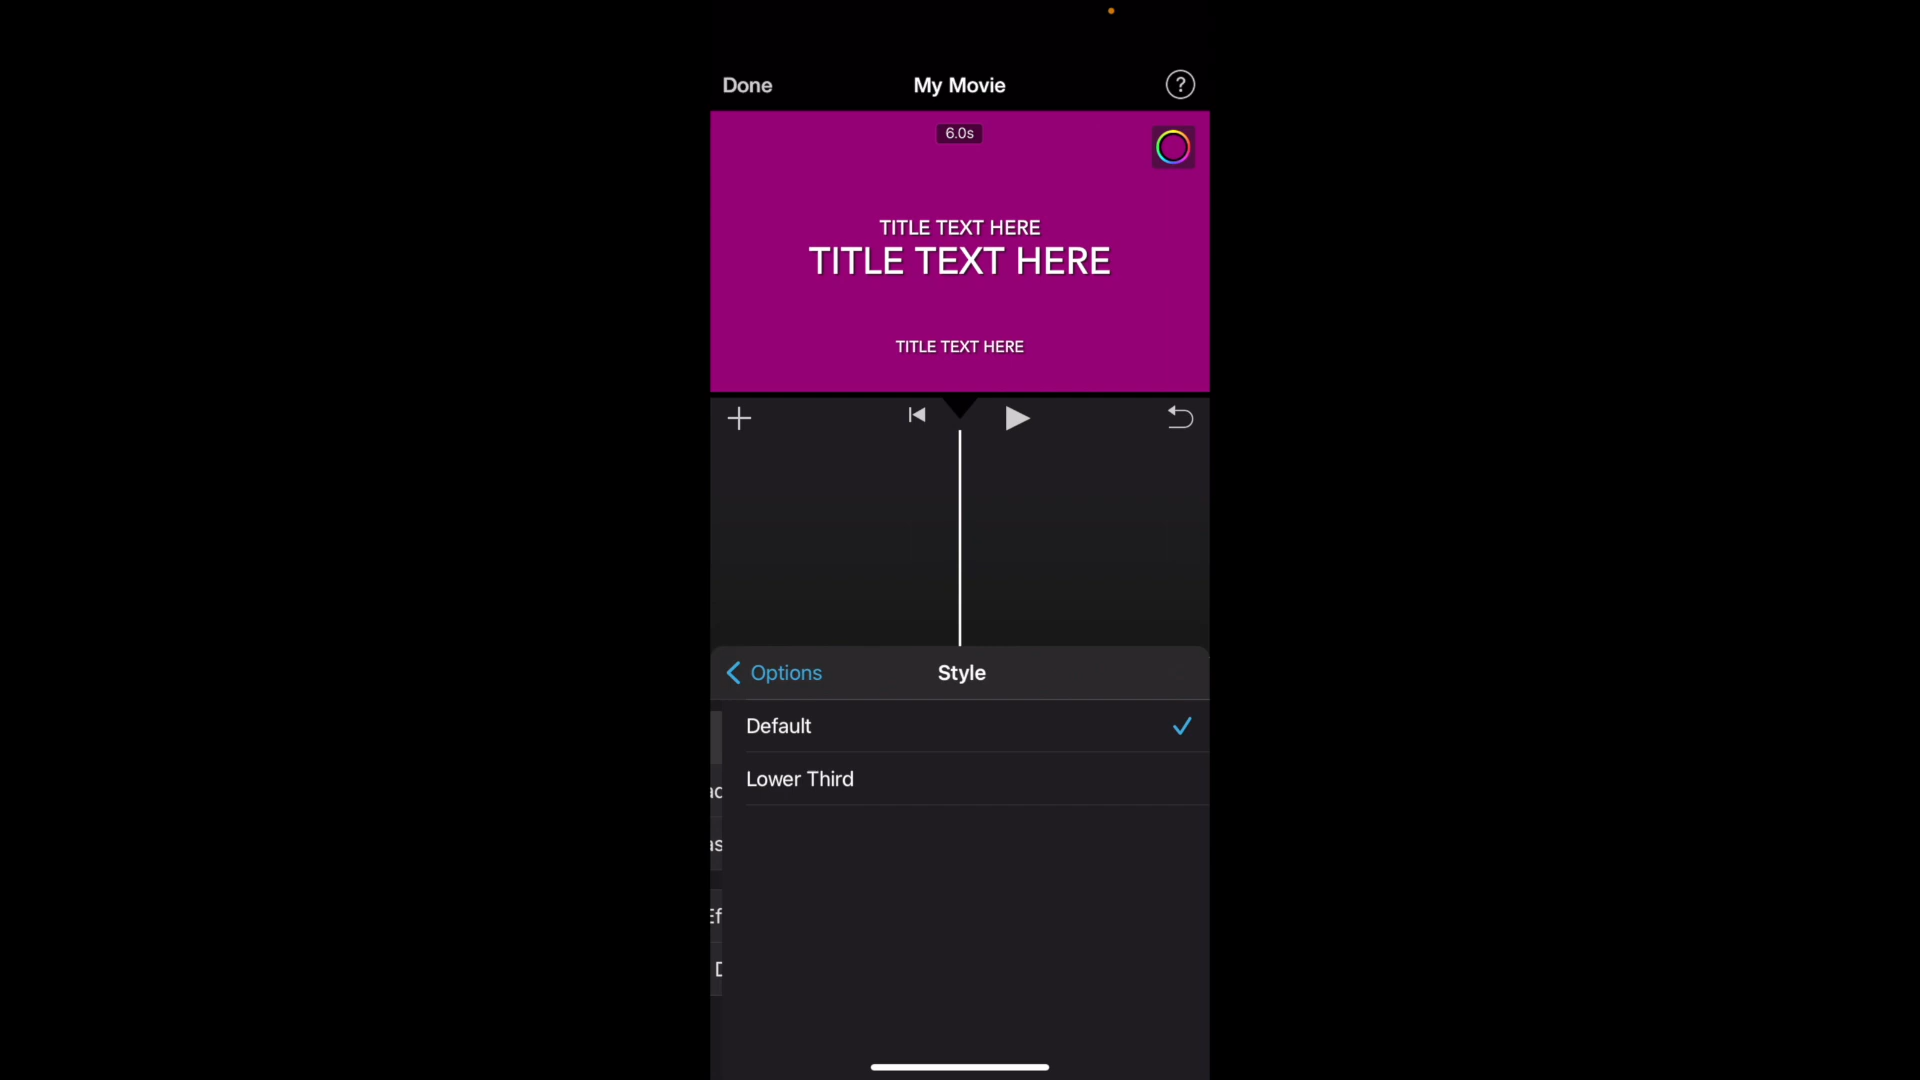 Done
My Movie
?
6.0s
TITLE TEXT HERE
TITLE TEXT HERE
TITLE TEXT HERE
Options
Style
Default
Lower Third